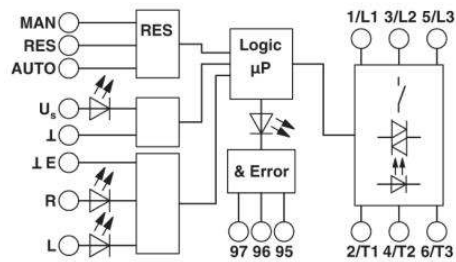 MAN
RES
AUTO
RES
Us
⊥
⊥ E
R
L
Logic
µP
& Error
97 96 95
1/L1 3/L2 5/L3
2/T1 4/T2 6/T3